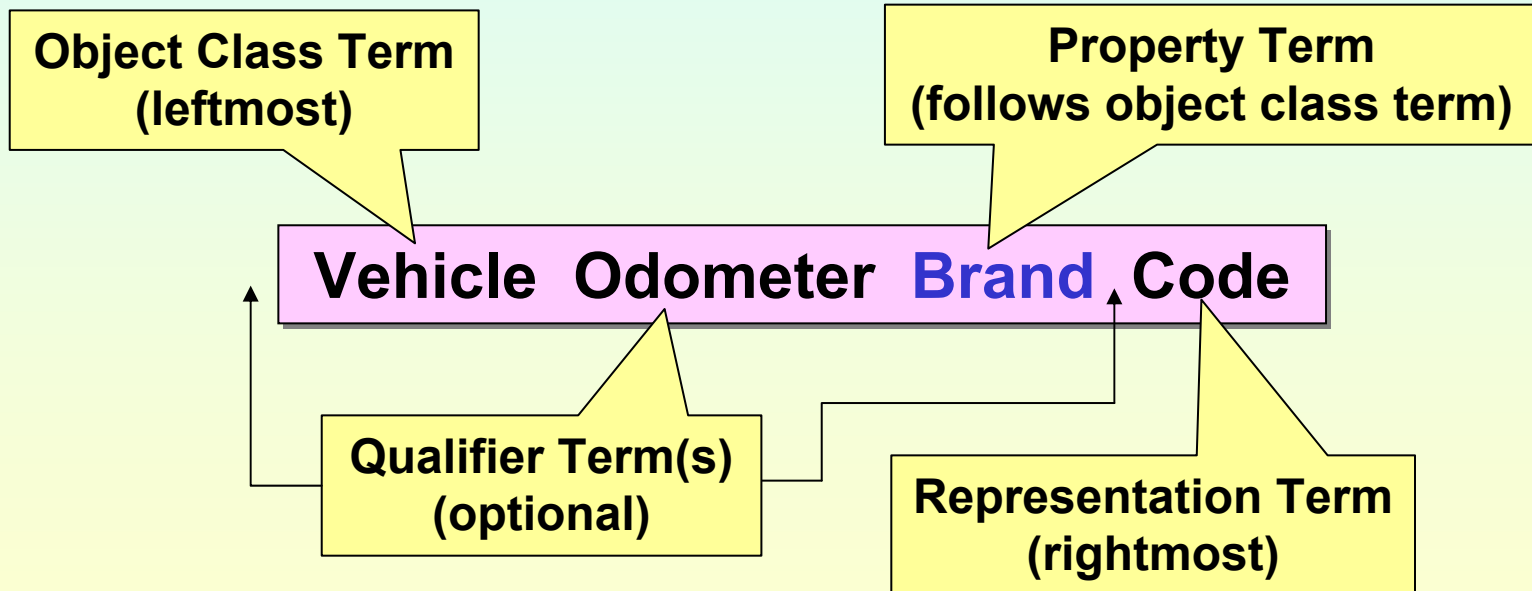 Object Class Term
(leftmost)
Property Term
(follows object class term)
Vehicle Odometer Brand Code
Qualifier Term(s)
(optional)
Representation Term
(rightmost)